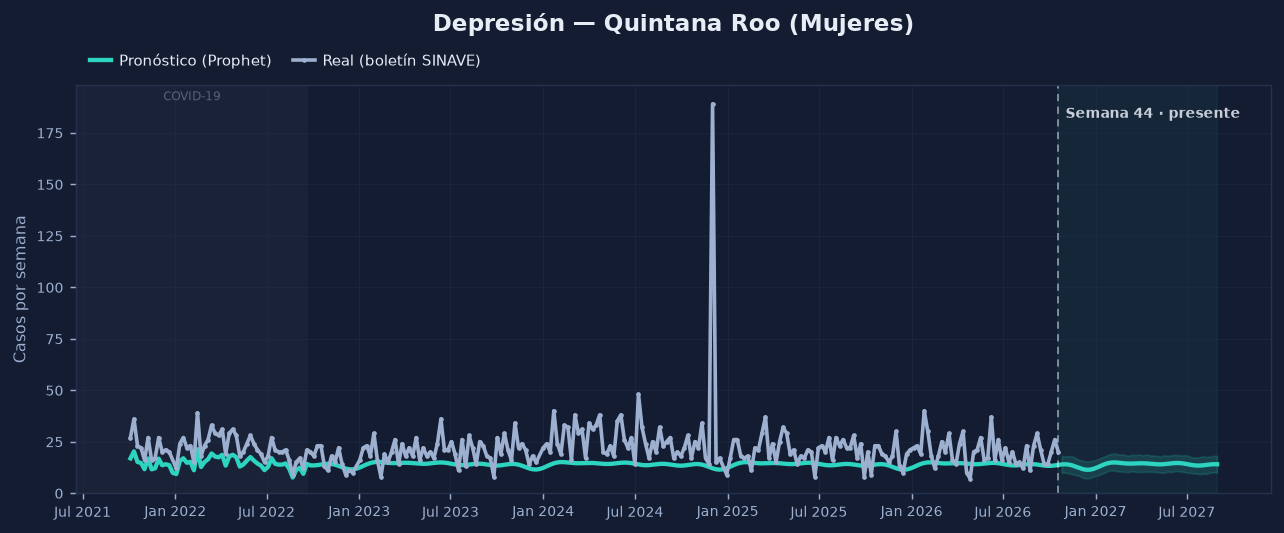 Depresión — Quintana Roo (Mujeres)
Pronóstico (Prophet)
Real (boletín SINAVE)
COVID-19
Semana 44 · presente
Casos por semana
175
150
125
100
75
50
25
0
Jul 2021
Jan 2022
Jul 2022
Jan 2023
Jul 2023
Jan 2024
Jul 2024
Jan 2025
Jul 2025
Jan 2026
Jul 2026
Jan 2027
Jul 2027